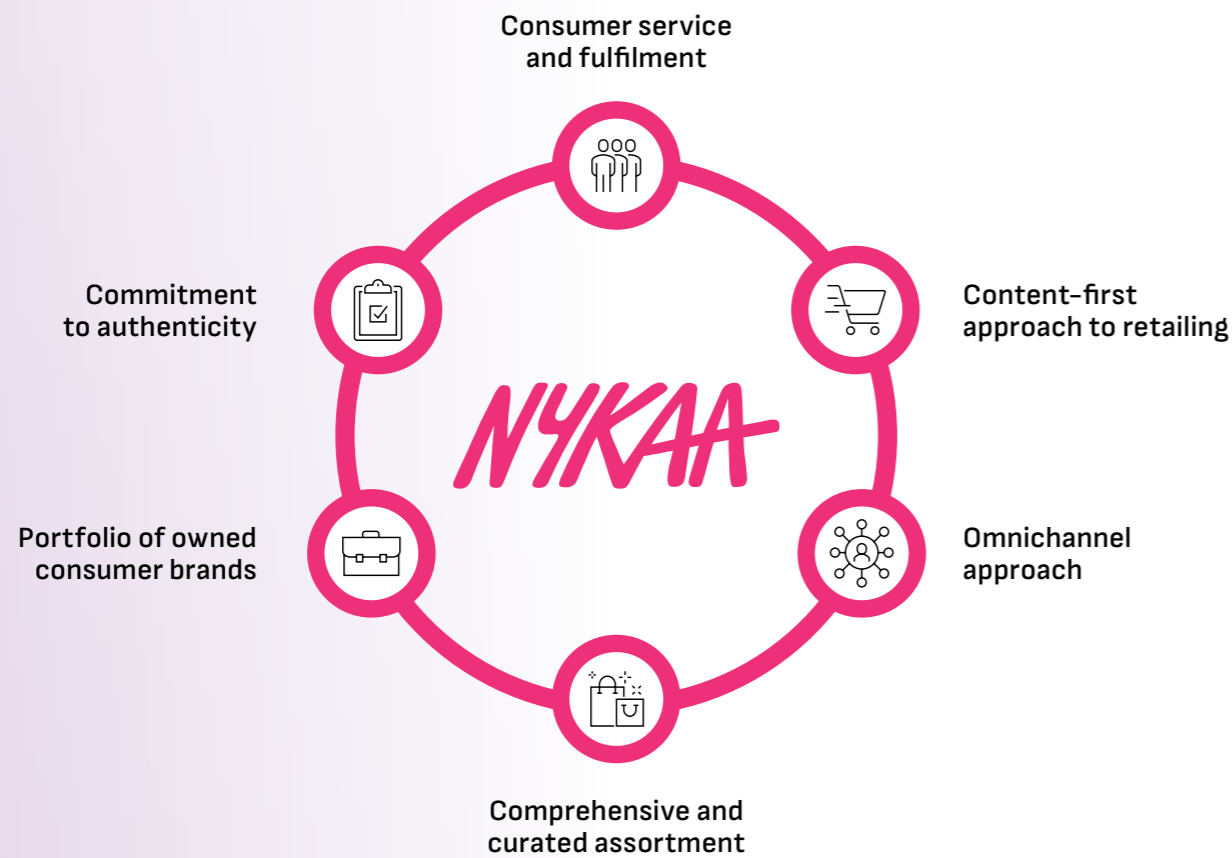 Consumer service
and fulfilment
Commitment
to authenticity
Content-first
approach to retailing
NYKAA
Portfolio of owned
consumer brands
Omnichannel
approach
Comprehensive and
curated assortment